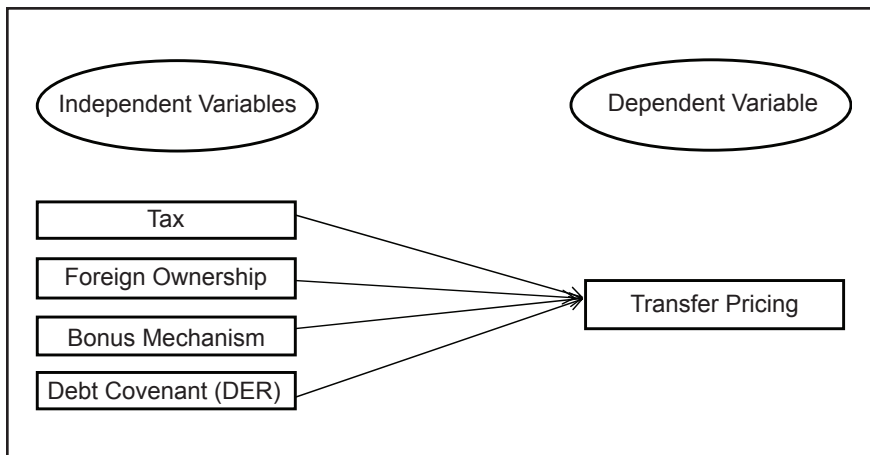 Independent Variables
Dependent Variable
Tax
Foreign Ownership
Bonus Mechanism
Debt Covenant (DER)
Transfer Pricing